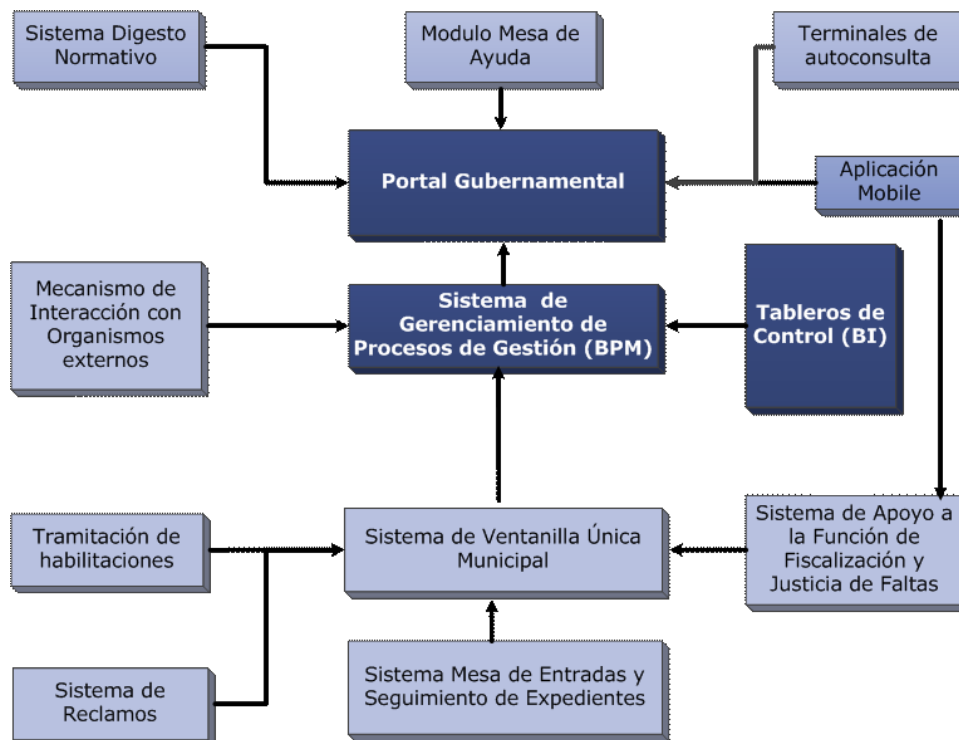 Sistema Digesto
Normativo
Modulo Mesa de
Ayuda
Terminales de
autoconsulta
Portal Gubernamental
Aplicación
Mobile
Mecanismo de
Interacción con
Organismos
externos
Sistema de
Gerenciamiento de
Procesos de Gestión (BPM)
Tableros de
Control (BI)
Tramitación de
habilitaciones
Sistema de Ventanilla Única
Municipal
Sistema de Apoyo a
la Función de
Fiscalización y
Justicia de Faltas
Sistema de
Reclamos
Sistema Mesa de Entradas y
Seguimiento de Expedientes